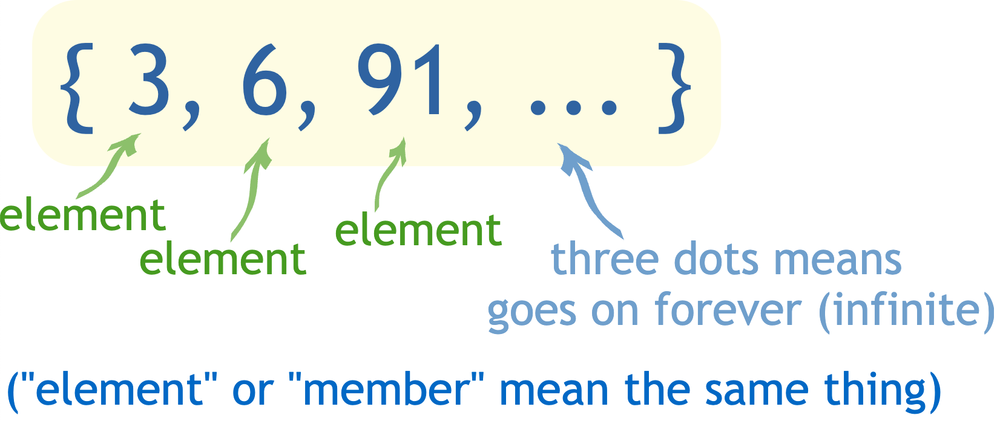 { 3, 6, 91, ... }
element
element
element
three dots means
goes on forever (infinite)
("element" or "member" mean the same thing)